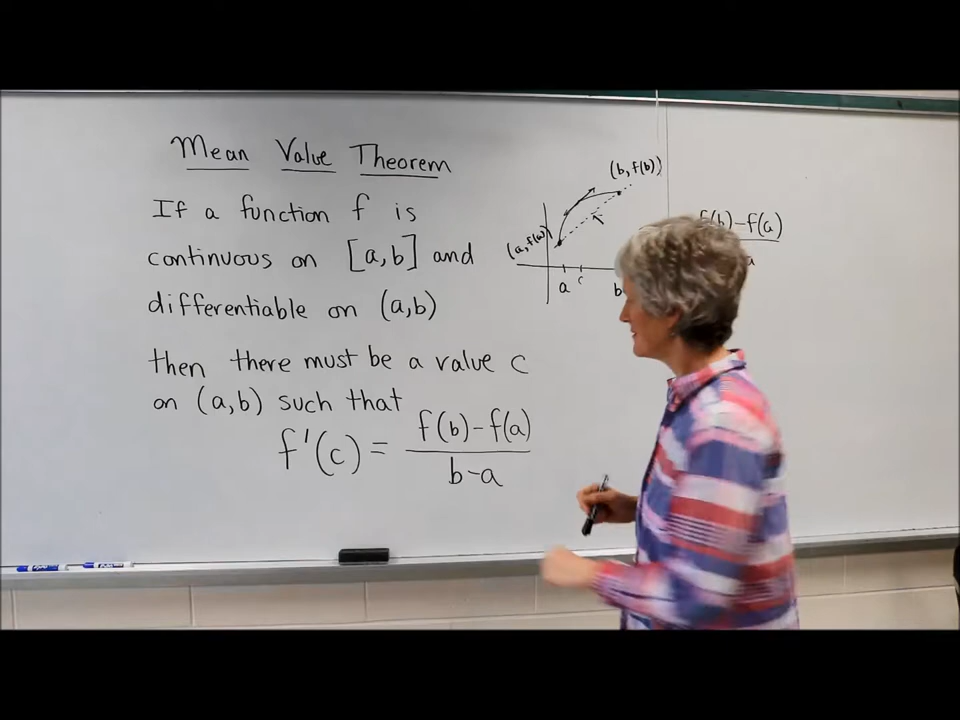 Mean Value Theorem
If a function f is
continuous on [a,b] and
differentiable on (a,b)
then there must be a value c
on (a,b) such that
f'(c) = f(b)-f(a)
b-a
(b, f(b))
(a, f(a))
a c b
f(b)-f(a)
a